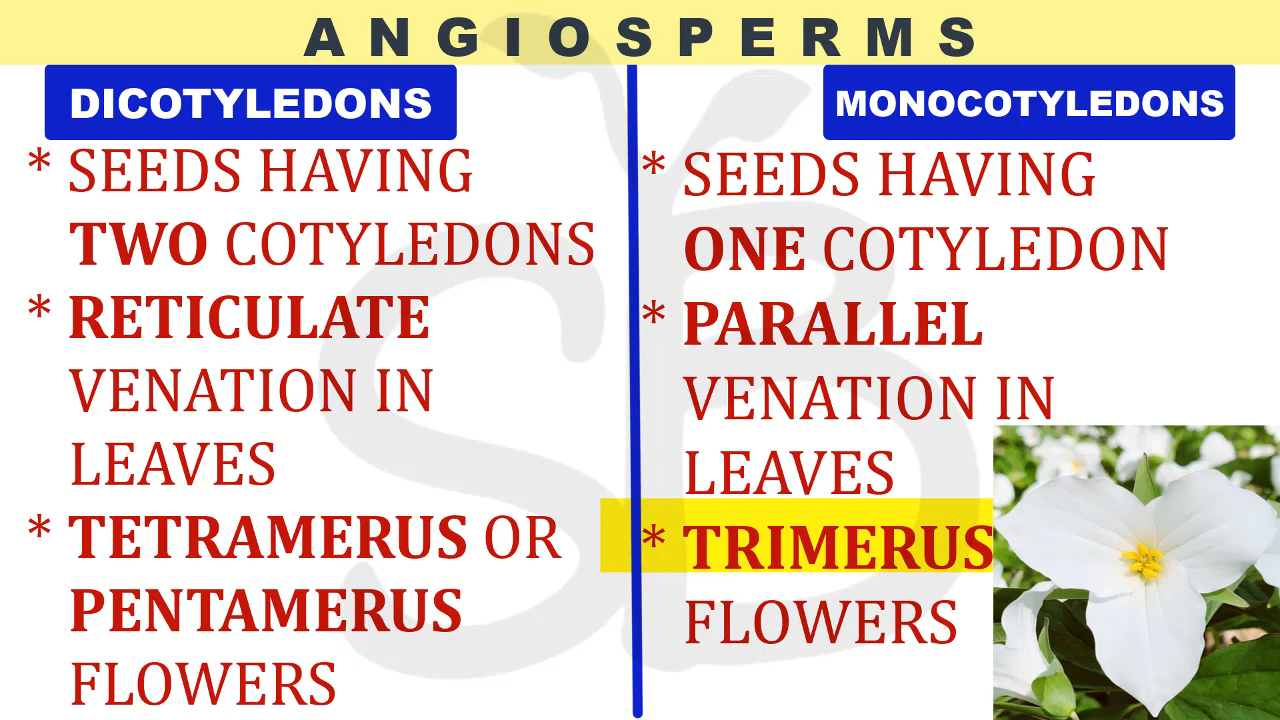 ANGIOSPERMS
DICOTYLEDONS
* SEEDS HAVING
TWO COTYLEDONS
* RETICULATE
VENATION IN
LEAVES
* TETRAMERUS OR
PENTAMERUS
FLOWERS
MONOCOTYLEDONS
* SEEDS HAVING
ONE COTYLEDON
* PARALLEL
VENATION IN
LEAVES
* TRIMERUS
FLOWERS
SB